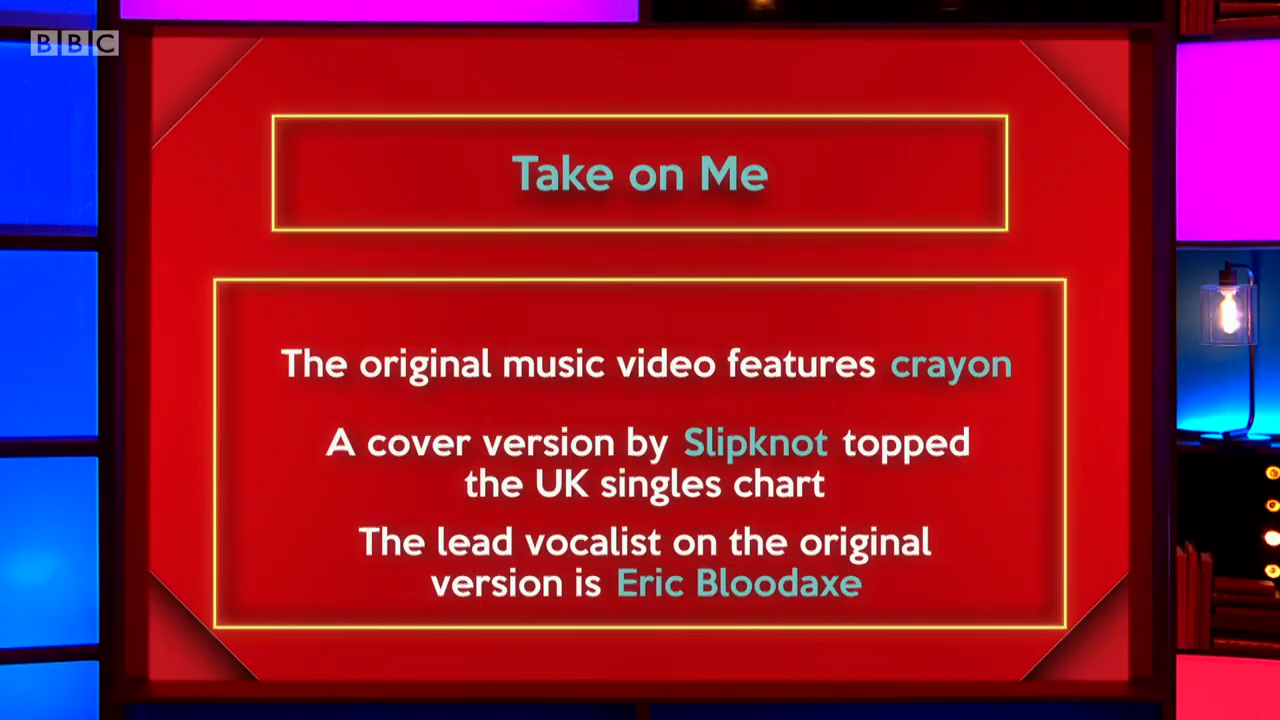 BBC
Take on Me
The original music video features crayon
A cover version by Slipknot topped
the UK singles chart
The lead vocalist on the original
version is Eric Bloodaxe